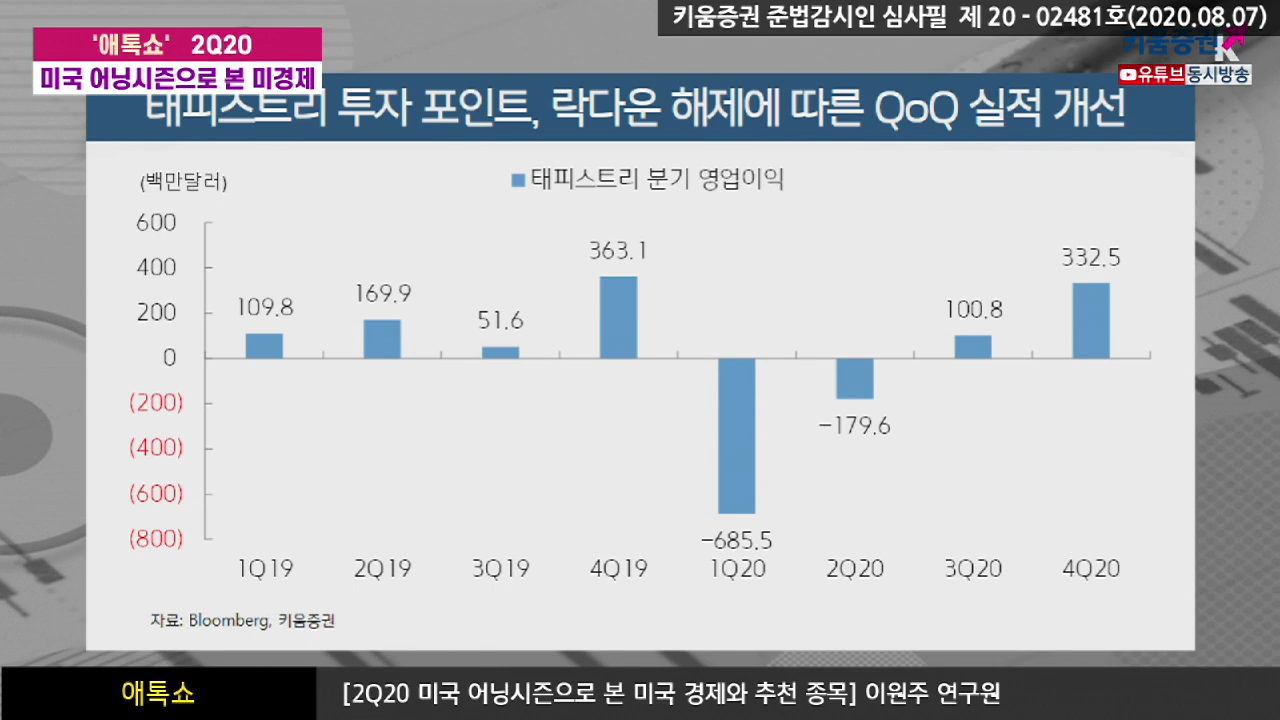 키움증권 준법감시인 심사필 제 20 - 02481호(2020.08.07)
'애톡쇼' 2Q20
미국 어닝시즌으로 본 미경제
키움증권
유튜브동시방송
태피스트리 투자 포인트, 락다운 해제에 따른 QoQ 실적 개선
(백만달러)
태피스트리 분기 영업이익
600
400
200
0
(200)
(400)
(600)
(800)
109.8
169.9
51.6
363.1
-685.5
-179.6
100.8
332.5
1Q19 2Q19 3Q19 4Q19 1Q20 2Q20 3Q20 4Q20
자료: Bloomberg, 키움증권
애톡쇼
[2Q20 미국 어닝시즌으로 본 미국 경제와 추천 종목] 이원주 연구원